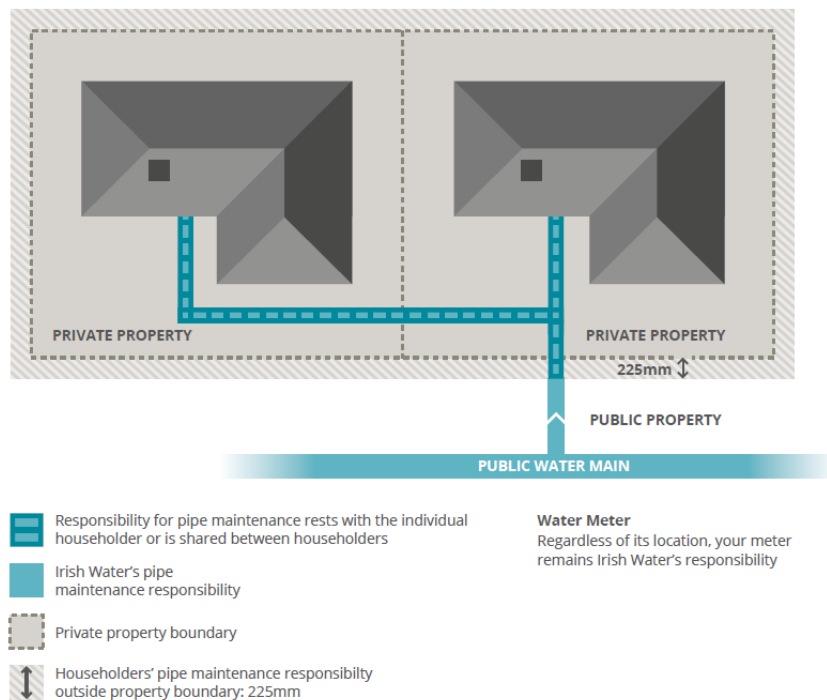 PRIVATE PROPERTY
PRIVATE PROPERTY
225mm
PUBLIC PROPERTY
PUBLIC WATER MAIN
Responsibility for pipe maintenance rests with the individual
householder or is shared between householders
Irish Water's pipe
maintenance responsibility
Private property boundary
Householders' pipe maintenance responsibilty
outside property boundary: 225mm
Water Meter
Regardless of its location, your meter
remains Irish Water's responsibility